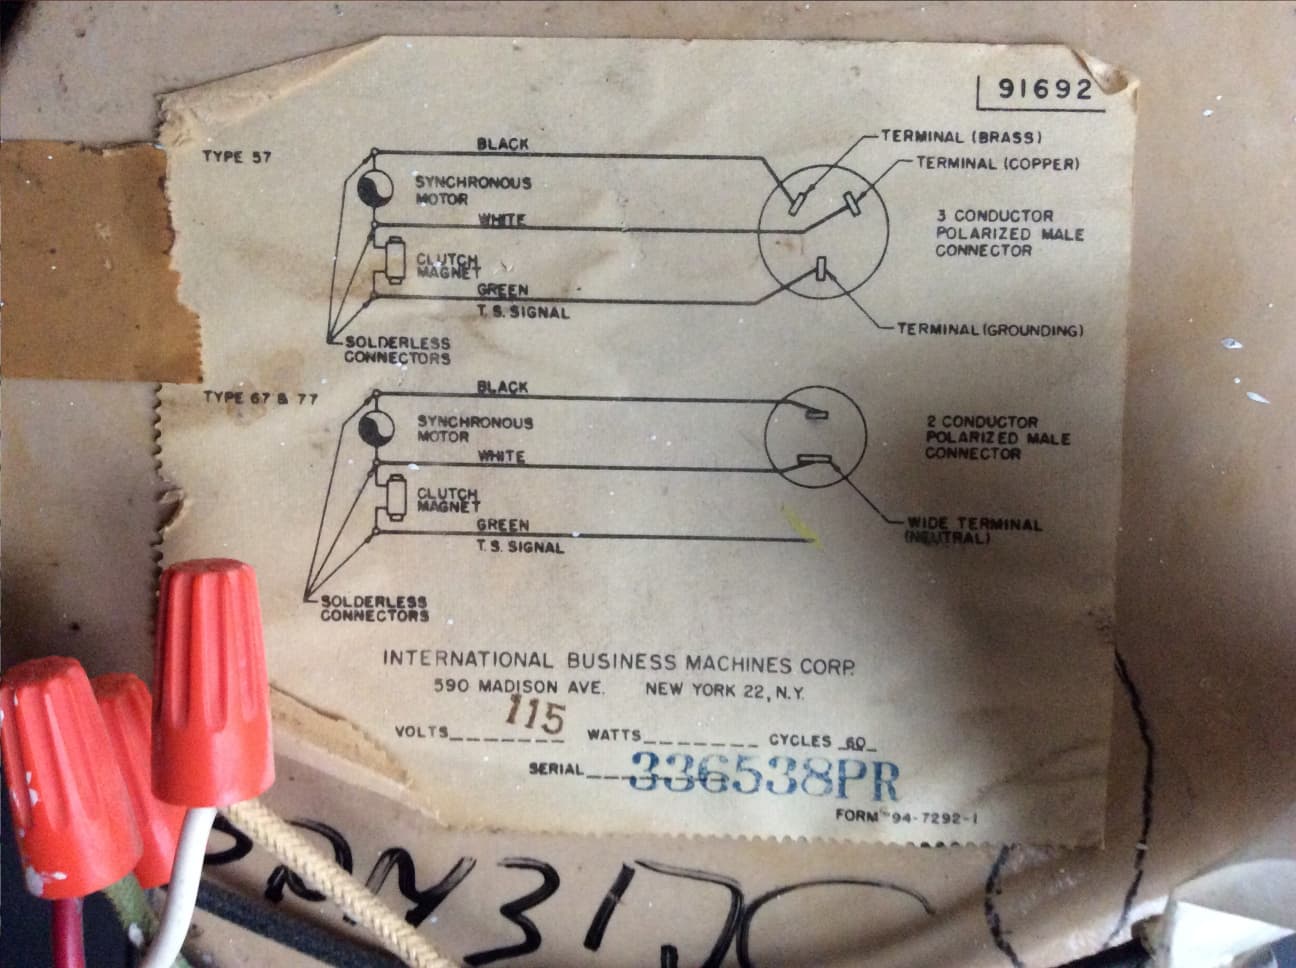 91692
TYPE 57
BLACK
TERMINAL (BRASS)
TERMINAL (COPPER)
SYNCHRONOUS
MOTOR
WHITE
3 CONDUCTOR
POLARIZED MALE
CONNECTOR
CLUTCH
MAGNET
GREEN
T. S. SIGNAL
TERMINAL (GROUNDING)
SOLDERLESS
CONNECTORS
TYPE 67 & 77
BLACK
SYNCHRONOUS
MOTOR
WHITE
2 CONDUCTOR
POLARIZED MALE
CONNECTOR
CLUTCH
MAGNET
GREEN
T. S. SIGNAL
WIDE TERMINAL
(NEUTRAL)
SOLDERLESS
CONNECTORS
INTERNATIONAL BUSINESS MACHINES CORP.
590 MADISON AVE. NEW YORK 22, N.Y.
VOLTS 115 WATTS CYCLES 60
SERIAL 336538PR
FORM 94-7292-1